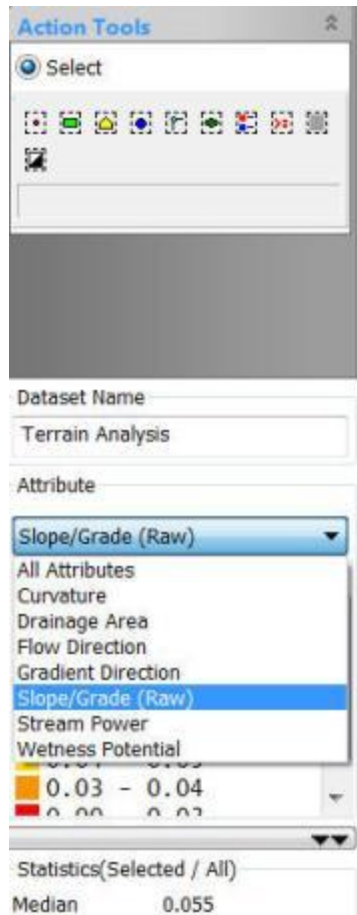 Action Tools
Select
Dataset Name
Terrain Analysis
Attribute
Slope/Grade (Raw)
All Attributes
Curvature
Drainage Area
Flow Direction
Gradient Direction
Slope/Grade (Raw)
Stream Power
Wetness Potential
0.03 - 0.04
Statistics(Selected / All)
Median 0.055